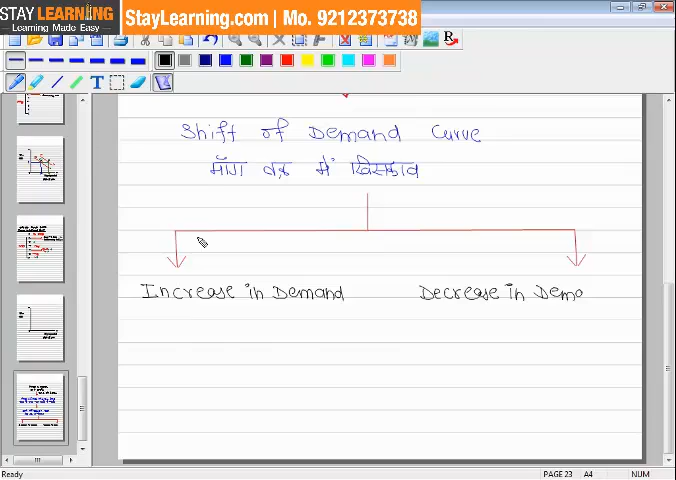 STAY LEARNING
Learning Made Easy
StayLearning.com | Mo. 9212373738
Shift of Demand Curve
माँग वक्र में खिसकाव
Increase in Demand
Decrease in Demo
Ready
PAGE 23
A4
NUM